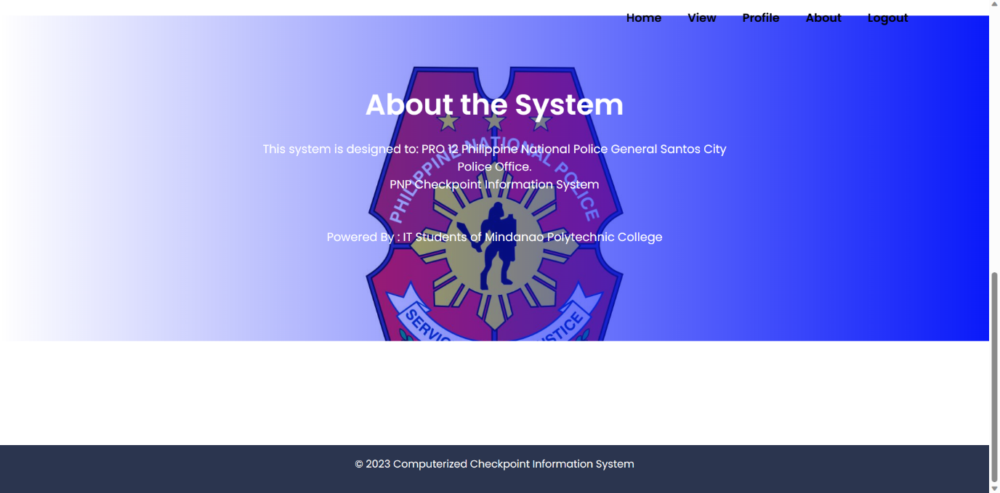 Home View Profile About Logout
About the System
This system is designed to: PRO 12 Philippine National Police General Santos City
Police Office.
PNP Checkpoint Information System
Powered By : IT Students of Mindanao Polytechnic College
PHILIPPINE NATIONAL POLICE
SERVIC
USTICE
© 2023 Computerized Checkpoint Information System